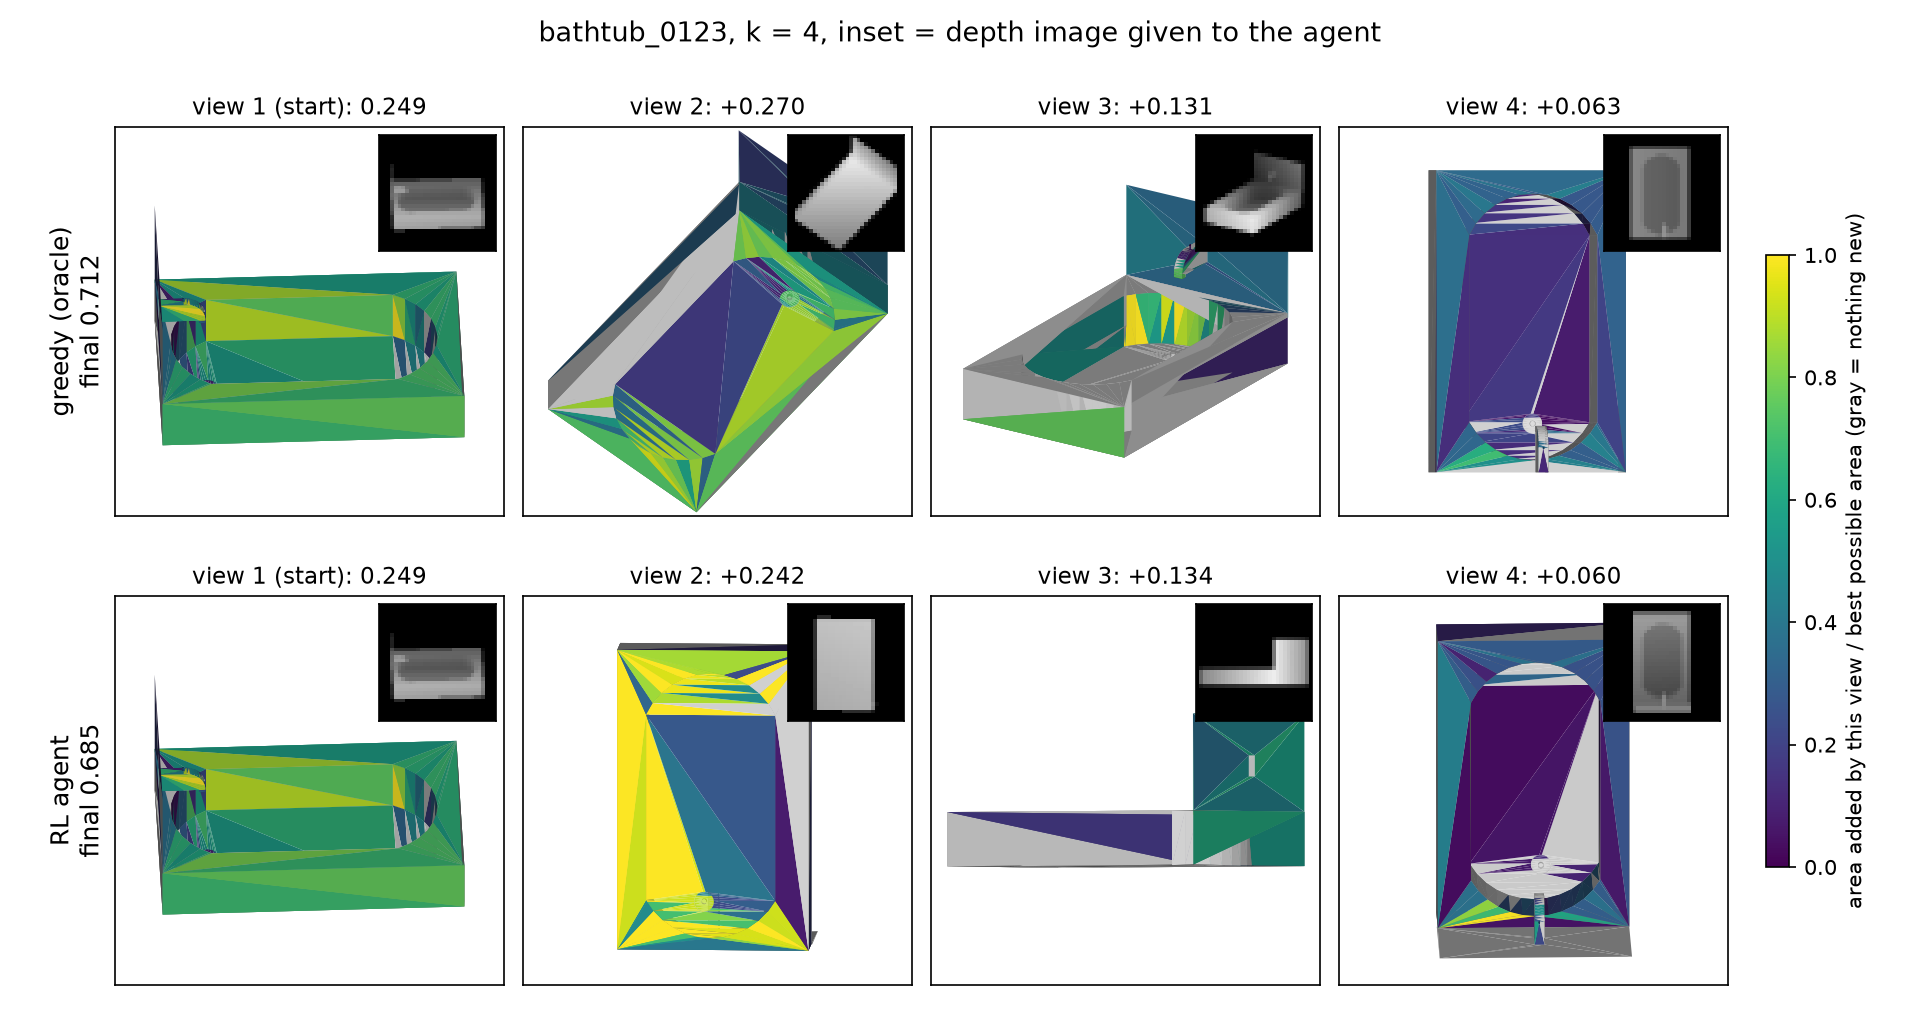 bathtub_0123, k = 4, inset = depth image given to the agent
view 1 (start): 0.249
view 2: +0.270
view 3: +0.131
view 4: +0.063
greedy (oracle)
final 0.712
view 1 (start): 0.249
view 2: +0.242
view 3: +0.134
view 4: +0.060
RL agent
final 0.685
1.0
0.8
0.6
0.4
0.2
0.0
area added by this view / best possible area (gray = nothing new)